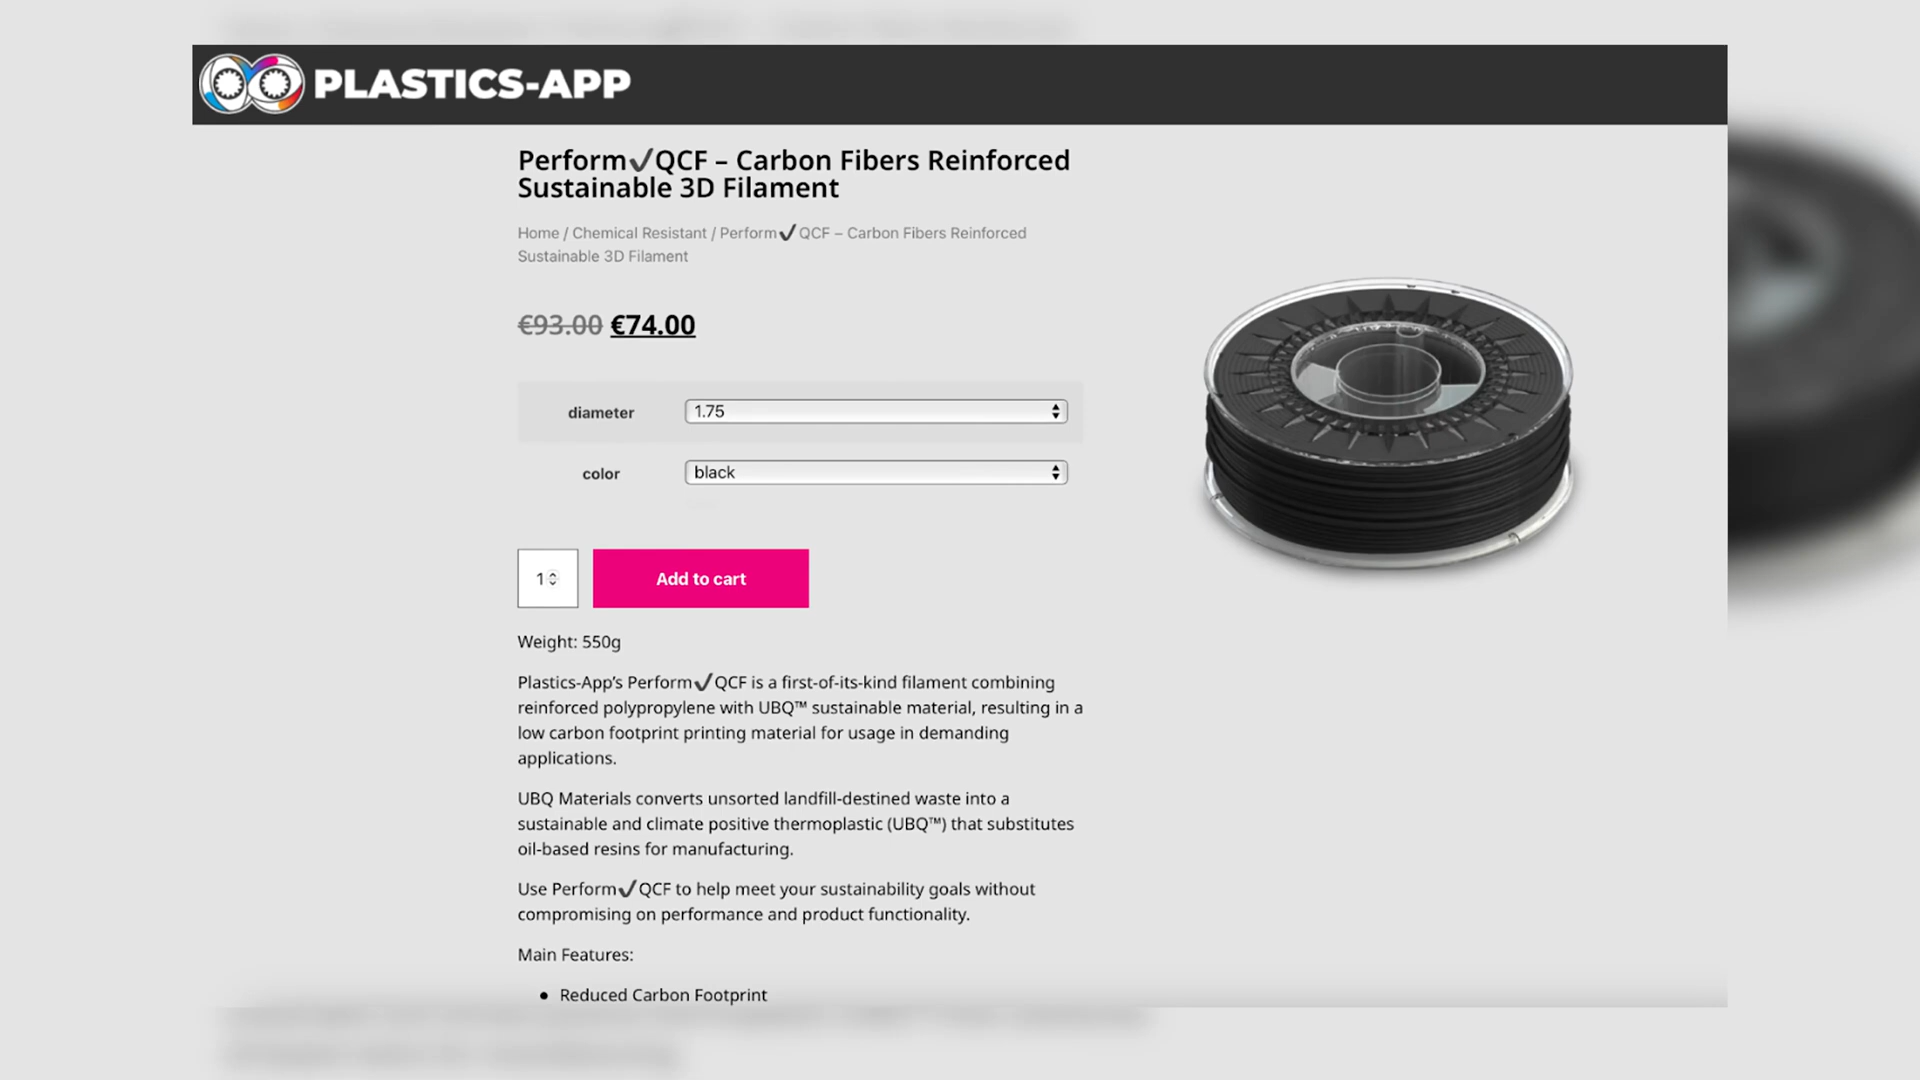 PLASTICS-APP
Perform✔QCF – Carbon Fibers Reinforced
Sustainable 3D Filament
Home / Chemical Resistant / Perform✔QCF – Carbon Fibers Reinforced
Sustainable 3D Filament
€93.00 €74.00
diameter 1.75
color black
1 Add to cart
Weight: 550g
Plastics-App’s Perform✔QCF is a first-of-its-kind filament combining
reinforced polypropylene with UBQ™ sustainable material, resulting in a
low carbon footprint printing material for usage in demanding
applications.
UBQ Materials converts unsorted landfill-destined waste into a
sustainable and climate positive thermoplastic (UBQ™) that substitutes
oil-based resins for manufacturing.
Use Perform✔QCF to help meet your sustainability goals without
compromising on performance and product functionality.
Main Features:
● Reduced Carbon Footprint